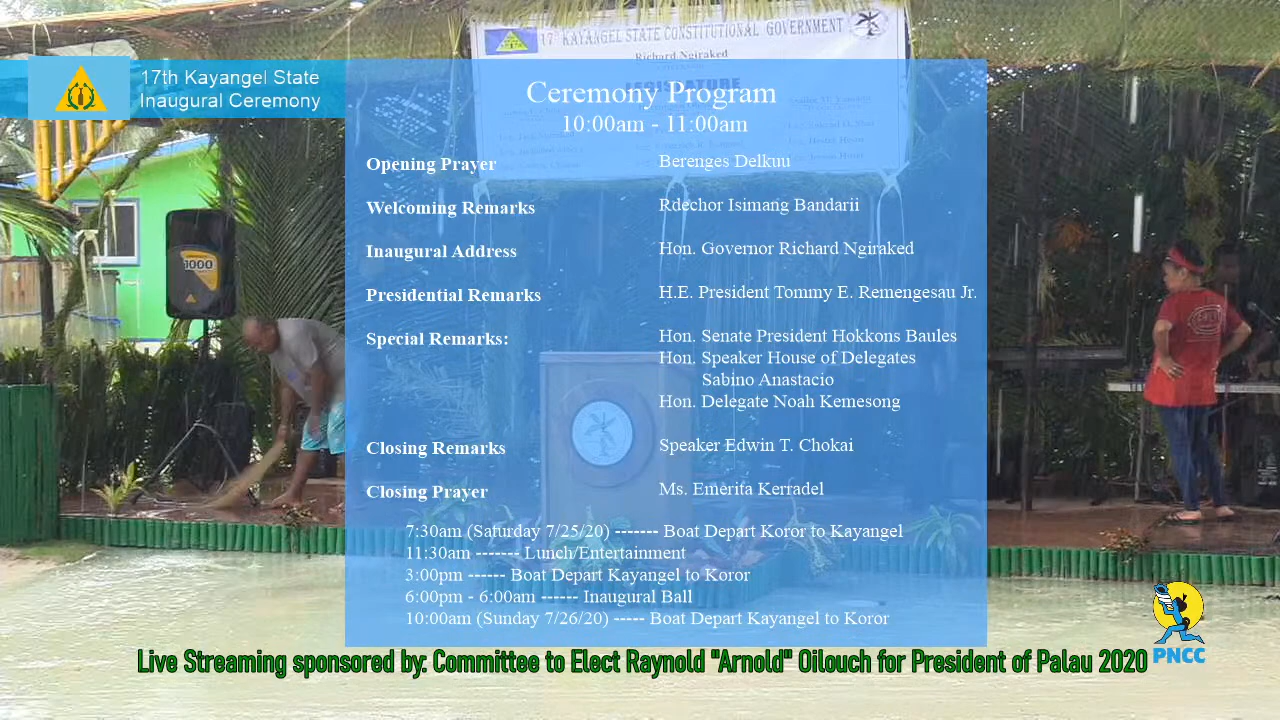 17th KAYANGEL STATE CONSTITUTIONAL GOVERNMENT
Richard Ngiraked
LEGISLATURE
17th Kayangel State
Inaugural Ceremony
1000
Ceremony Program
10:00am - 11:00am
Opening Prayer Berenges Delkuu
Welcoming Remarks Rdechor Isimang Bandarii
Inaugural Address Hon. Governor Richard Ngiraked
Presidential Remarks H.E. President Tommy E. Remengesau Jr.
Special Remarks: Hon. Senate President Hokkons Baules
Hon. Speaker House of Delegates
Sabino Anastacio
Hon. Delegate Noah Kemesong
Closing Remarks Speaker Edwin T. Chokai
Closing Prayer Ms. Emerita Kerradel
7:30am (Saturday 7/25/20) ------- Boat Depart Koror to Kayangel
11:30am ------- Lunch/Entertainment
3:00pm ------ Boat Depart Kayangel to Koror
6:00pm - 6:00am ------ Inaugural Ball
10:00am (Sunday 7/26/20) ----- Boat Depart Kayangel to Koror
Live Streaming sponsored by: Committee to Elect Raynold "Arnold" Oilouch for President of Palau 2020
PNCC